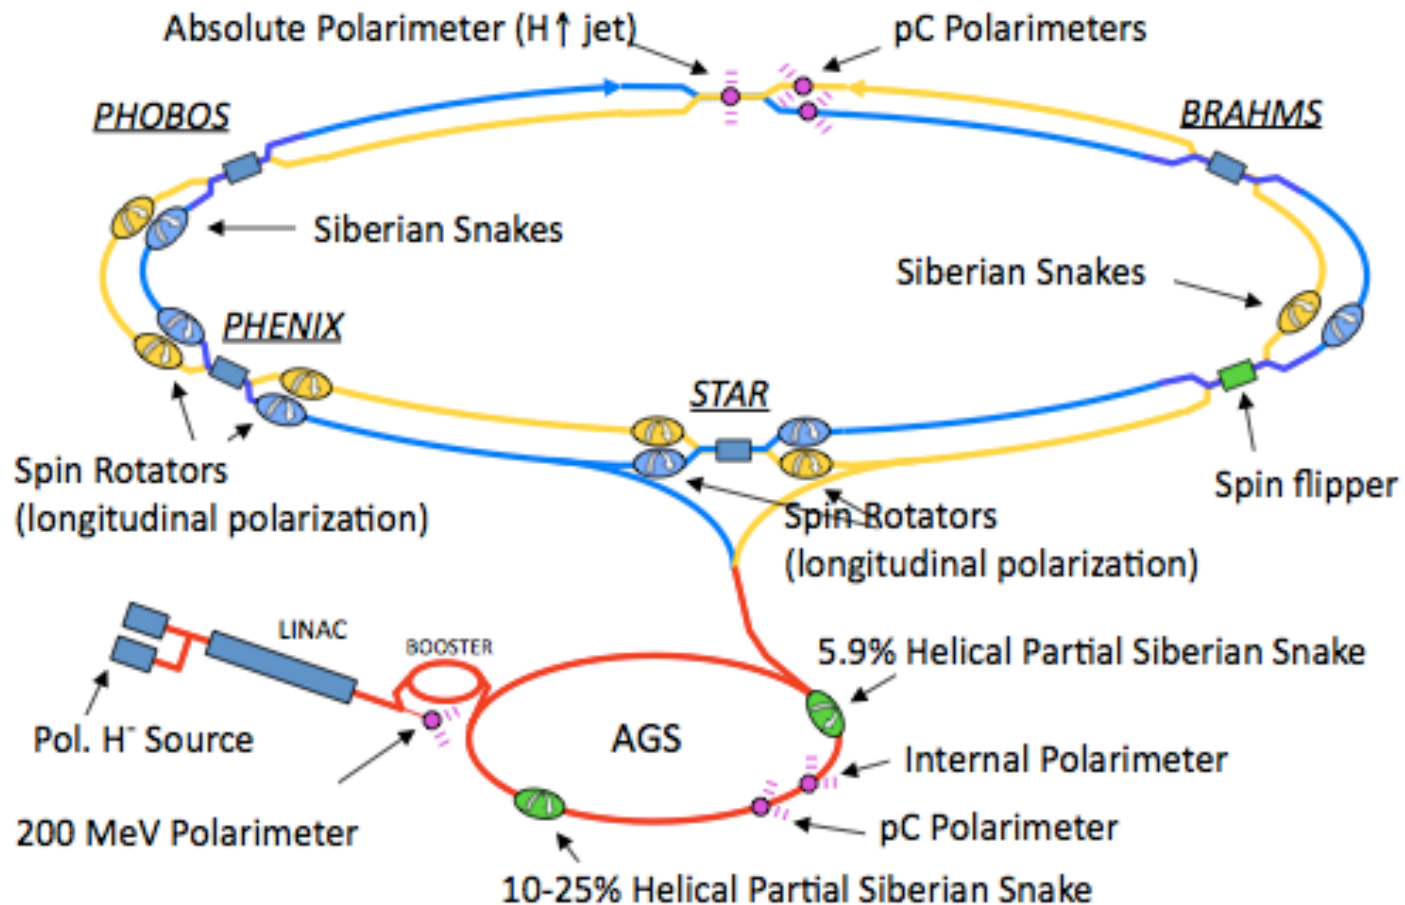 Absolute Polarimeter (H↑ jet)
pC Polarimeters
PHOBOS
BRAHMS
Siberian Snakes
Siberian Snakes
PHENIX
STAR
Spin Rotators
(longitudinal polarization)
Spin flipper
Spin Rotators
(longitudinal polarization)
LINAC
BOOSTER
5.9% Helical Partial Siberian Snake
Pol. H⁻ Source
AGS
Internal Polarimeter
200 MeV Polarimeter
pC Polarimeter
10-25% Helical Partial Siberian Snake